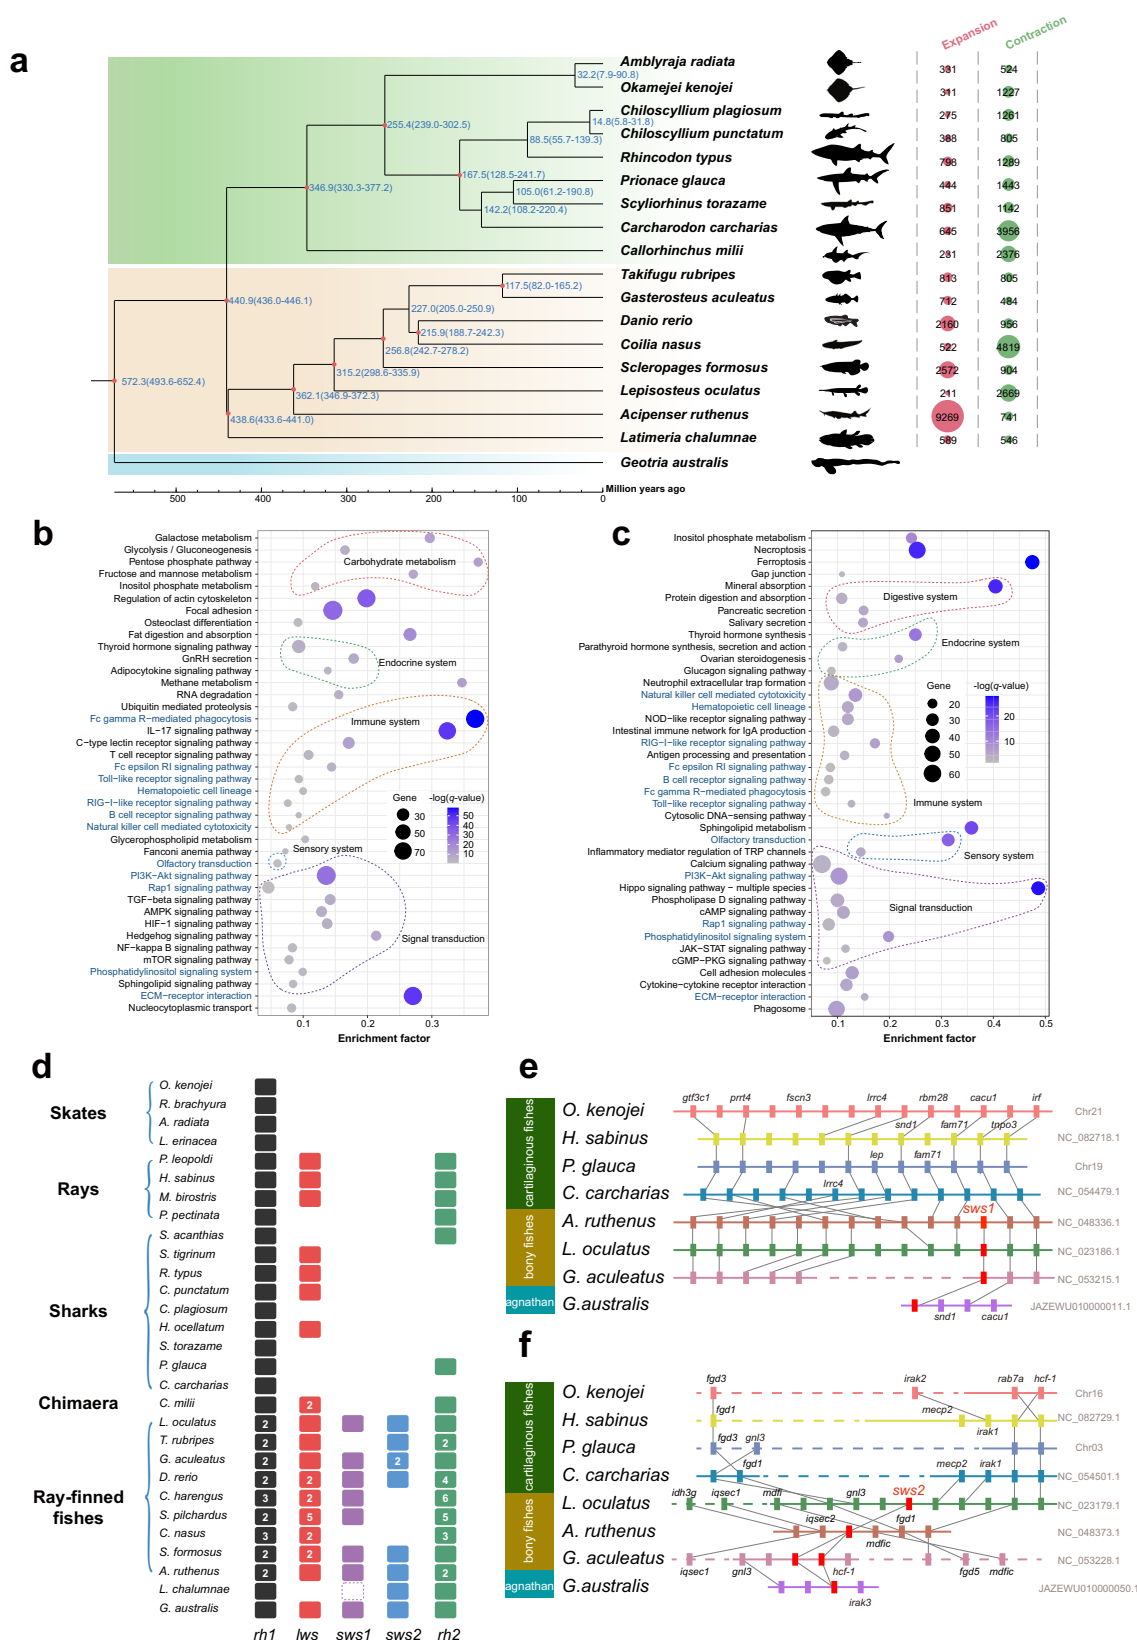 a
Expansion
Contraction
Amblyraja radiata
331
524
32.2(7.9-90.8)
Okamejei kenojei
311
1227
Chiloscyllium plagiosum
275
1261
14.8(5.8-31.8)
255.4(239.0-302.5)
Chiloscyllium punctatum
388
805
88.5(55.7-139.3)
Rhincodon typus
798
1289
167.5(128.5-241.7)
Prionace glauca
444
1443
346.9(330.3-377.2)
105.0(61.2-190.8)
Scyliorhinus torazame
851
1142
142.2(108.2-220.4)
Carcharodon carcharias
645
3956
Callorhinchus milii
231
2376
Takifugu rubripes
813
805
117.5(82.0-165.2)
Gasterosteus aculeatus
712
484
440.9(436.0-446.1)
227.0(205.0-250.9)
Danio rerio
2160
956
215.9(188.7-242.3)
Coilia nasus
522
4819
256.8(242.7-278.2)
Scleropages formosus
2572
904
315.2(298.6-335.9)
572.3(493.6-652.4)
Lepisosteus oculatus
211
2669
362.1(346.9-372.3)
Acipenser ruthenus
9269
741
438.6(433.6-441.0)
Latimeria chalumnae
589
546
Geotria australis
Million years ago
500
400
300
200
100
0
b
Galactose metabolism
Glycolysis / Gluconeogenesis
Pentose phosphate pathway
Carbohydrate metabolism
Fructose and mannose metabolism
Inositol phosphate metabolism
Regulation of actin cytoskeleton
Focal adhesion
Osteoclast differentiation
Fat digestion and absorption
Thyroid hormone signaling pathway
GnRH secretion
Endocrine system
Adipocytokine signaling pathway
Methane metabolism
RNA degradation
Ubiquitin mediated proteolysis
Fc gamma R−mediated phagocytosis
Immune system
IL−17 signaling pathway
C−type lectin receptor signaling pathway
T cell receptor signaling pathway
Fc epsilon RI signaling pathway
Toll−like receptor signaling pathway
Hematopoietic cell lineage
RIG−I−like receptor signaling pathway
B cell receptor signaling pathway
Natural killer cell mediated cytotoxicity
Glycerophospholipid metabolism
Fanconi anemia pathway
Sensory system
Olfactory transduction
PI3K−Akt signaling pathway
Rap1 signaling pathway
TGF−beta signaling pathway
AMPK signaling pathway
HIF−1 signaling pathway
Hedgehog signaling pathway
Signal transduction
NF−kappa B signaling pathway
mTOR signaling pathway
Phosphatidylinositol signaling system
Sphingolipid signaling pathway
ECM−receptor interaction
Nucleocytoplasmic transport
Gene
30
50
70
-log(q-value)
50
40
30
20
10
0.1
0.2
0.3
Enrichment factor
c
Inositol phosphate metabolism
Necroptosis
Ferroptosis
Gap junction
Mineral absorption
Protein digestion and absorption
Digestive system
Pancreatic secretion
Salivary secretion
Thyroid hormone synthesis
Parathyroid hormone synthesis, secretion and action
Endocrine system
Ovarian steroidogenesis
Glucagon signaling pathway
Neutrophil extracellular trap formation
Natural killer cell mediated cytotoxicity
Hematopoietic cell lineage
NOD−like receptor signaling pathway
Intestinal immune network for IgA production
RIG−I−like receptor signaling pathway
Antigen processing and presentation
Fc epsilon RI signaling pathway
B cell receptor signaling pathway
Fc gamma R−mediated phagocytosis
Toll−like receptor signaling pathway
Immune system
Cytosolic DNA−sensing pathway
Sphingolipid metabolism
Olfactory transduction
Inflammatory mediator regulation of TRP channels
Sensory system
Calcium signaling pathway
PI3K−Akt signaling pathway
Hippo signaling pathway − multiple species
Phospholipase D signaling pathway
Signal transduction
cAMP signaling pathway
Rap1 signaling pathway
Phosphatidylinositol signaling system
JAK−STAT signaling pathway
cGMP−PKG signaling pathway
Cell adhesion molecules
Cytokine−cytokine receptor interaction
ECM−receptor interaction
Phagosome
Gene
20
30
40
50
60
-log(q-value)
20
10
0.1
0.2
0.3
0.4
0.5
Enrichment factor
d
Skates
O. kenojei
R. brachyura
A. radiata
L. erinacea
Rays
P. leopoldi
H. sabinus
M. birostris
P. pectinata
Sharks
S. acanthias
S. tigrinum
R. typus
C. punctatum
C. plagiosum
H. ocellatum
S. torazame
P. glauca
C. carcharias
Chimaera
C. milii 2
Ray-finned
fishes
L. oculatus 2
T. rubripes 2 2
G. aculeatus 2 2
D. rerio 2 2 4
C. harengus 3 2 6
S. pilchardus 2 5 5
C. nasus 3 2 3
S. formosus 2 2
A. ruthenus 2 2
L. chalumnae
G. australis
rh1 lws sws1 sws2 rh2
e
cartilaginous fishes
bony fishes
agnathan
gtf3c1 prrt4 fscn3 lrrc4 rbm28 cacu1 irf
O. kenojei Chr21
snd1 fam71 tnpo3
H. sabinus NC_082718.1
lep fam71
P. glauca Chr19
lrrc4
C. carcharias NC_054479.1
sws1
A. ruthenus NC_048336.1
L. oculatus NC_023186.1
G. aculeatus NC_053215.1
G.australis JAZEWU010000011.1
snd1 cacu1
f
cartilaginous fishes
bony fishes
agnathan
fgd3 irak2 rab7a hcf-1
O. kenojei Chr16
fgd1 mecp2
H. sabinus NC_082729.1
irak1
fgd3 gnl3
P. glauca Chr03
fgd1 mecp2 irak1
C. carcharias NC_054501.1
idh3g iqsec1 mdfi gnl3 sws2
L. oculatus NC_023179.1
iqsec2 fgd1
A. ruthenus NC_048373.1
mdfic
G. aculeatus NC_053228.1
iqsec1 gnl3 hcf-1 fgd5 mdfic
G.australis JAZEWU010000050.1
irak3